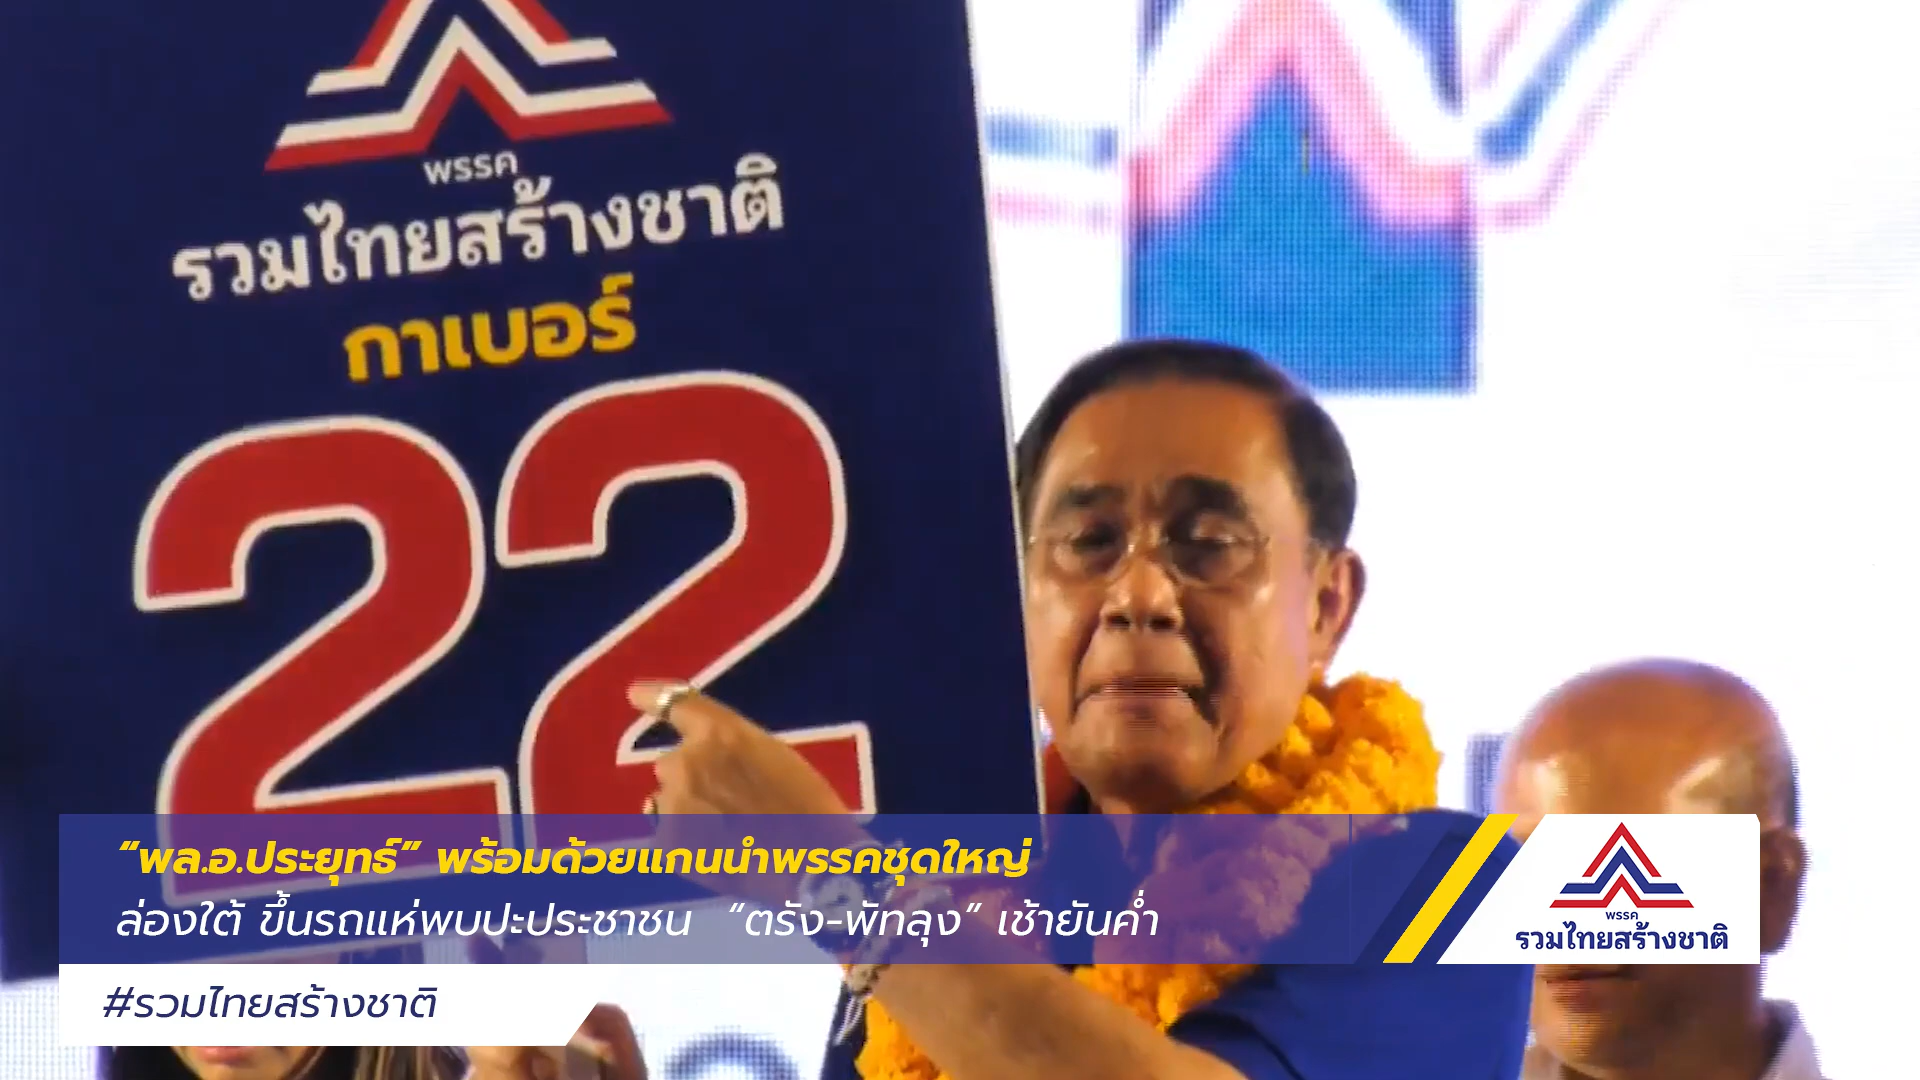 พรรค
รวมไทยสร้างชาติ
กาเบอร์
22
“พล.อ.ประยุทธ์” พร้อมด้วยแกนนำพรรคชุดใหญ่
ล่องใต้ ขึ้นรถแห่พบปะประชาชน “ตรัง-พัทลุง” เช้ายันค่ำ
พรรค
รวมไทยสร้างชาติ
#รวมไทยสร้างชาติ